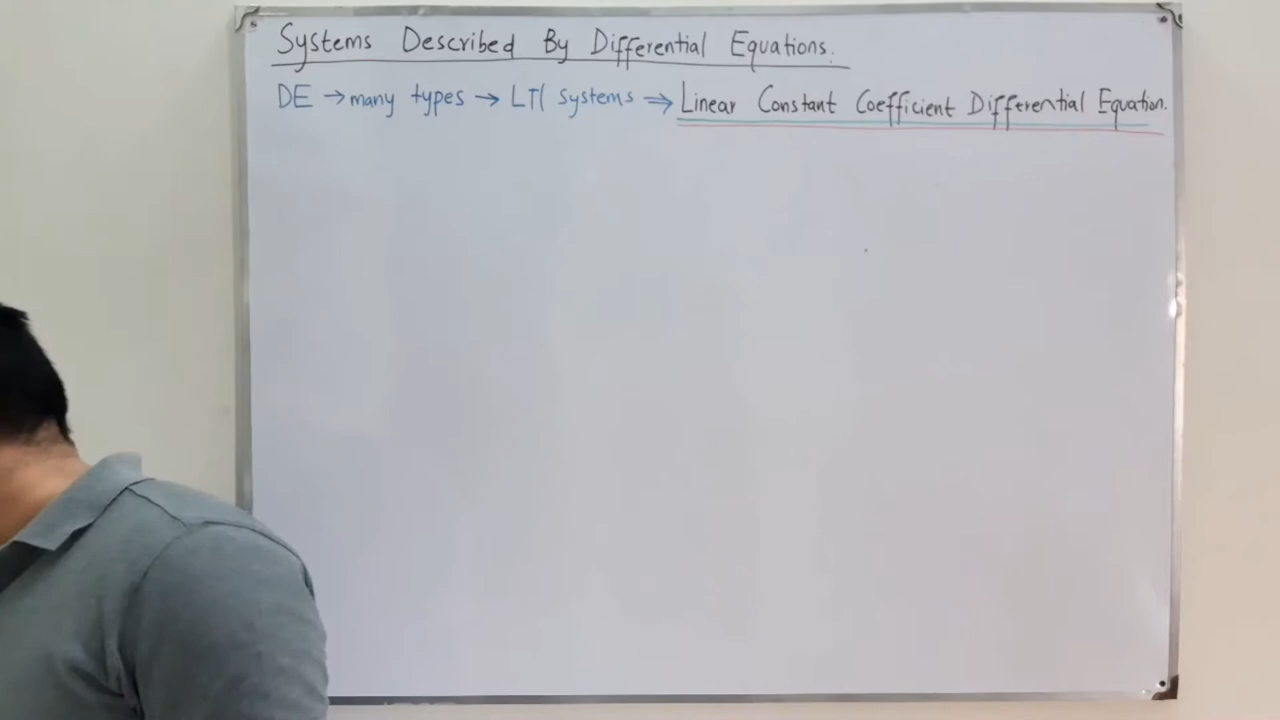 Systems Described By Differential Equations.
DE → many types → LTI systems ⇒ Linear Constant Coefficient Differential Equation.